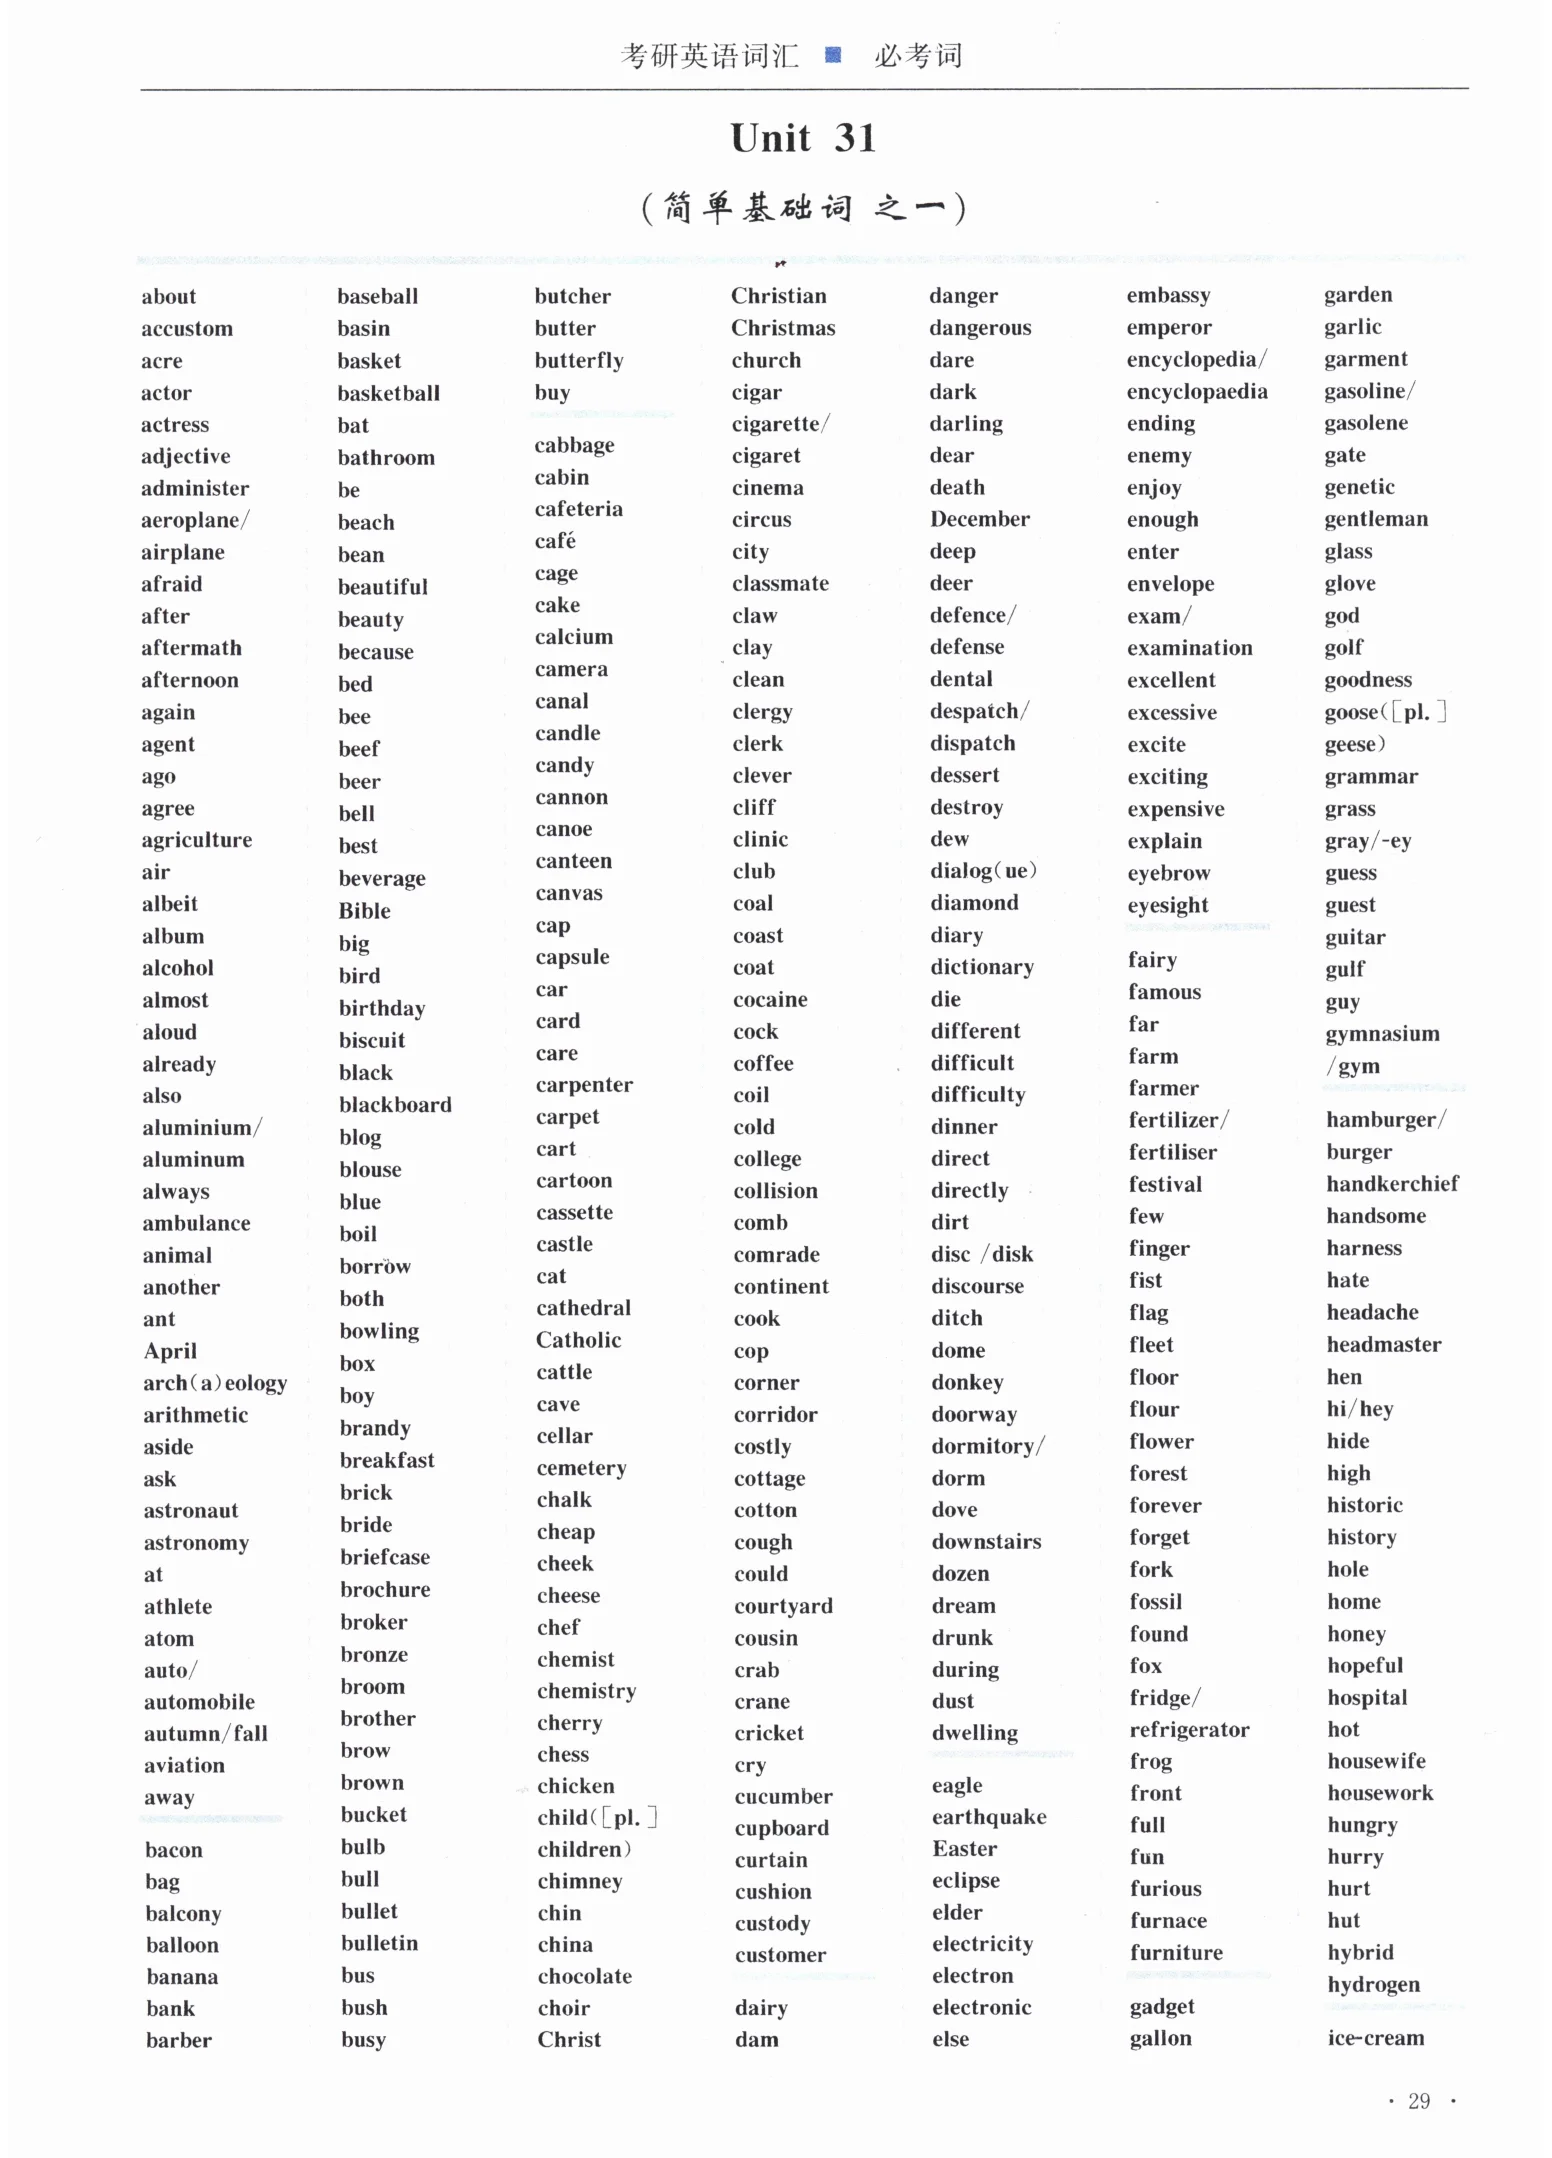 考研英语词汇 ■ 必考词
Unit 31
(简单基础词 之一)
about
accustom
acre
actor
actress
adjective
administer
aeroplane/
airplane
afraid
after
aftermath
afternoon
again
agent
ago
agree
agriculture
air
albeit
album
alcohol
almost
aloud
already
also
aluminium/
aluminum
always
ambulance
animal
another
ant
April
arch(a)eology
arithmetic
aside
ask
astronaut
astronomy
at
athlete
atom
auto/
automobile
autumn/fall
aviation
away
bacon
bag
balcony
balloon
banana
bank
barber
baseball
basin
basket
basketball
bat
bathroom
be
beach
bean
beautiful
beauty
because
bed
bee
beef
beer
bell
best
beverage
Bible
big
bird
birthday
biscuit
black
blackboard
blog
blouse
blue
boil
borrow
both
bowling
box
boy
brandy
breakfast
brick
bride
briefcase
brochure
broker
bronze
broom
brother
brow
brown
bucket
bulb
bull
bullet
bulletin
bus
bush
busy
butcher
butter
butterfly
buy
cabbage
cabin
cafeteria
café
cage
cake
calcium
camera
canal
candle
candy
cannon
canoe
canteen
canvas
cap
capsule
car
card
care
carpenter
carpet
cart
cartoon
cassette
castle
cat
cathedral
Catholic
cattle
cave
cellar
cemetery
chalk
cheap
cheek
cheese
chef
chemist
chemistry
cherry
chess
chicken
child([pl.]
children)
chimney
chin
china
chocolate
choir
Christ
Christian
Christmas
church
cigar
cigarette/
cigaret
cinema
circus
city
classmate
claw
clay
clean
clergy
clerk
clever
cliff
clinic
club
coal
coast
coat
cocaine
cock
coffee
coil
cold
college
collision
comb
comrade
continent
cook
cop
corner
corridor
costly
cottage
cotton
cough
could
courtyard
cousin
crab
crane
cricket
cry
cucumber
cupboard
curtain
cushion
custody
customer
dairy
dam
danger
dangerous
dare
dark
darling
dear
death
December
deep
deer
defence/
defense
dental
despatch/
dispatch
dessert
destroy
dew
dialog(ue)
diamond
diary
dictionary
die
different
difficult
difficulty
dinner
direct
directly
dirt
disc /disk
discourse
ditch
dome
donkey
doorway
dormitory/
dorm
dove
downstairs
dozen
dream
drunk
during
dust
dwelling
eagle
earthquake
Easter
eclipse
elder
electricity
electron
electronic
else
embassy
emperor
encyclopedia/
encyclopaedia
ending
enemy
enjoy
enough
enter
envelope
exam/
examination
excellent
excessive
excite
exciting
expensive
explain
eyebrow
eyesight
fairy
famous
far
farm
farmer
fertilizer/
fertiliser
festival
few
finger
fist
flag
fleet
floor
flour
flower
forest
forever
forget
fork
fossil
found
fox
fridge/
refrigerator
frog
front
full
fun
furious
furnace
furniture
gadget
gallon
garden
garlic
garment
gasoline/
gasolene
gate
genetic
gentleman
glass
glove
god
golf
goodness
goose([pl.]
geese)
grammar
grass
gray/-ey
guess
guest
guitar
gulf
guy
gymnasium
/gym
hamburger/
burger
handkerchief
handsome
harness
hate
headache
headmaster
hen
hi/hey
hide
high
historic
history
hole
home
honey
hopeful
hospital
hot
housewife
housework
hungry
hurry
hurt
hut
hybrid
hydrogen
ice-cream
· 29 ·